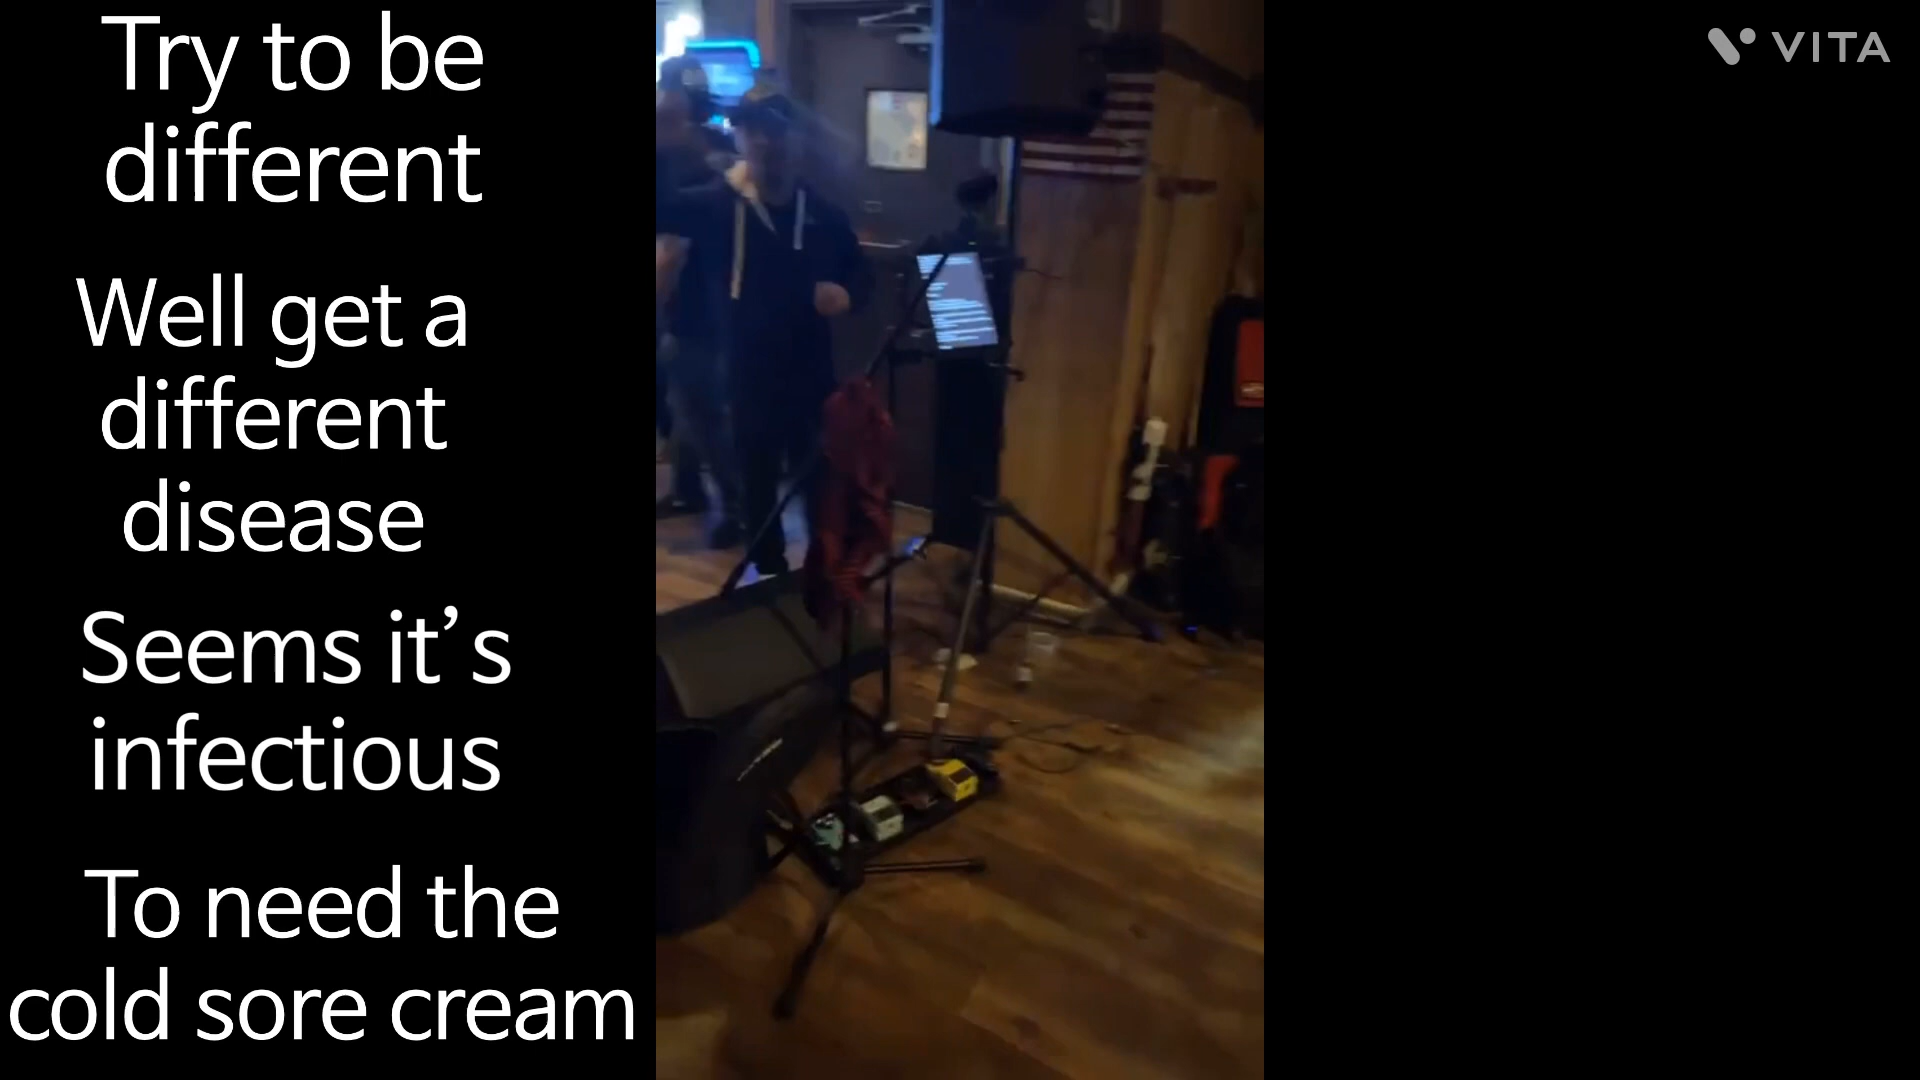 Try to be
different
Well get a
different
disease
Seems it’s
infectious
To need the
cold sore cream
VITA